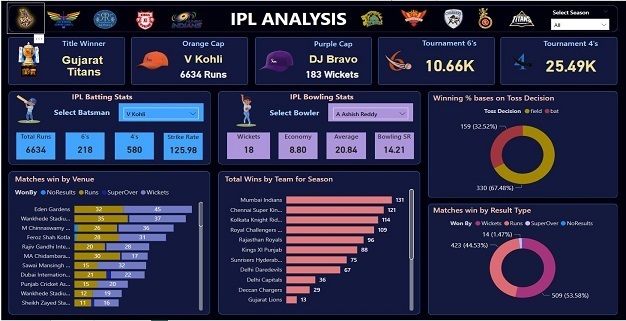 IPL ANALYSIS
Select Season
All
Title Winner
Gujarat
Titans
Orange Cap
V Kohli
6634 Runs
Purple Cap
DJ Bravo
183 Wickets
Tournament 6's
10.66K
Tournament 4's
25.49K
IPL Batting Stats
Select Batsman
V Kohli
Total Runs
6634
6's
218
4's
580
Strike Rate
125.98
IPL Bowling Stats
Select Bowler
A Ashish Reddy
Wickets
18
Economy
8.80
Average
20.84
Bowling SR
14.21
Winning % bases on Toss Decision
Toss Decision field bat
159 (32.52%)
330 (67.48%)
Matches win by Venue
WonBy NoResults Runs SuperOver Wickets
Eden Gardens 32 45
Wankhede Stadiu... 35 37
M Chinnaswamy ... 26 36
Feroz Shah Kotla 28 31
Rajiv Gandhi Inte... 20 28
MA Chidambara... 30 17
Sawai Mansingh ... 15 32
Dubai Internation... 21 22
Punjab Cricket As... 15 20
Wankhede Stadiu... 12 19
Sheikh Zayed Sta... 11 16
Total Wins by Team for Season
Mumbai Indians 131
Chennai Super Kin... 121
Kolkata Knight Rid... 114
Royal Challengers ... 109
Rajasthan Royals 96
Kings XI Punjab 88
Sunrisers Hyderab... 75
Delhi Daredevils 67
Delhi Capitals 36
Deccan Chargers 29
Gujarat Lions 13
Matches win by Result Type
Won By Wickets Runs SuperOver NoResults
14 (1.47%)
423 (44.53%)
509 (53.58%)